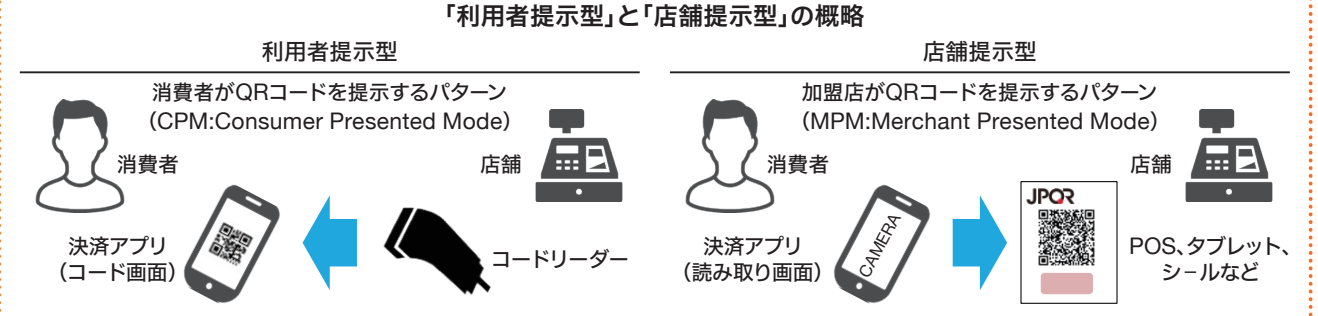 「利用者提示型」と「店舗提示型」の概略
利用者提示型
消費者がQRコードを提示するパターン
（CPM:Consumer Presented Mode）
消費者
店舗
決済アプリ
（コード画面）
コードリーダー
店舗提示型
加盟店がQRコードを提示するパターン
（MPM:Merchant Presented Mode）
消費者
店舗
決済アプリ
（読み取り画面）
CAMERA
JPQR
POS、タブレット、
シールなど